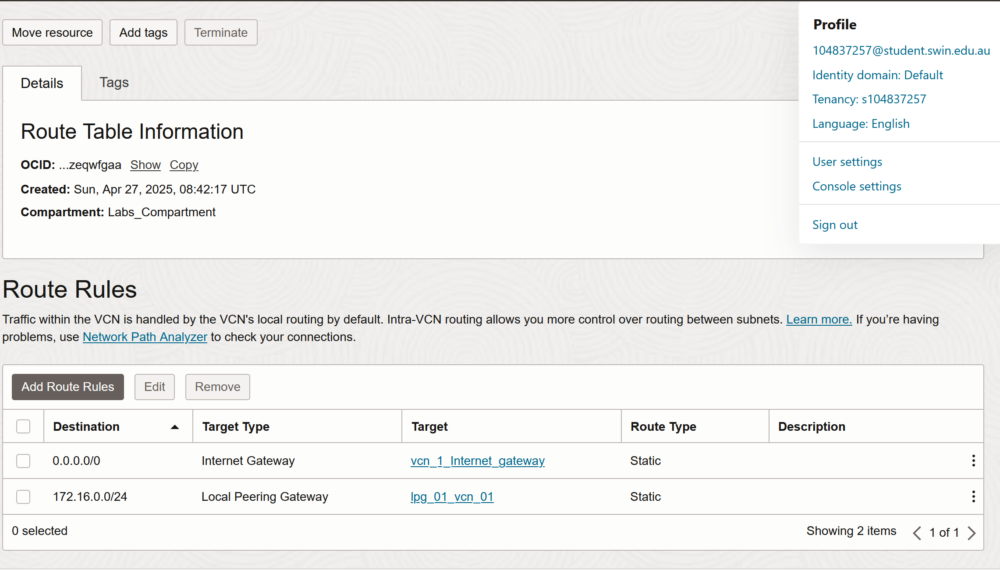 Move resource
Add tags
Terminate
Profile
104837257@student.swin.edu.au
Identity domain: Default
Tenancy: s104837257
Language: English
User settings
Console settings
Sign out
Details
Tags
Route Table Information
OCID: ...zeqwfgaa Show Copy
Created: Sun, Apr 27, 2025, 08:42:17 UTC
Compartment: Labs_Compartment
Route Rules
Traffic within the VCN is handled by the VCN's local routing by default. Intra-VCN routing allows you more control over routing between subnets. Learn more. If you’re having
problems, use Network Path Analyzer to check your connections.
Add Route Rules
Edit
Remove
Destination Target Type Target Route Type Description
0.0.0.0/0 Internet Gateway vcn_1_Internet_gateway Static
172.16.0.0/24 Local Peering Gateway lpg_01_vcn_01 Static
0 selected
Showing 2 items 1 of 1